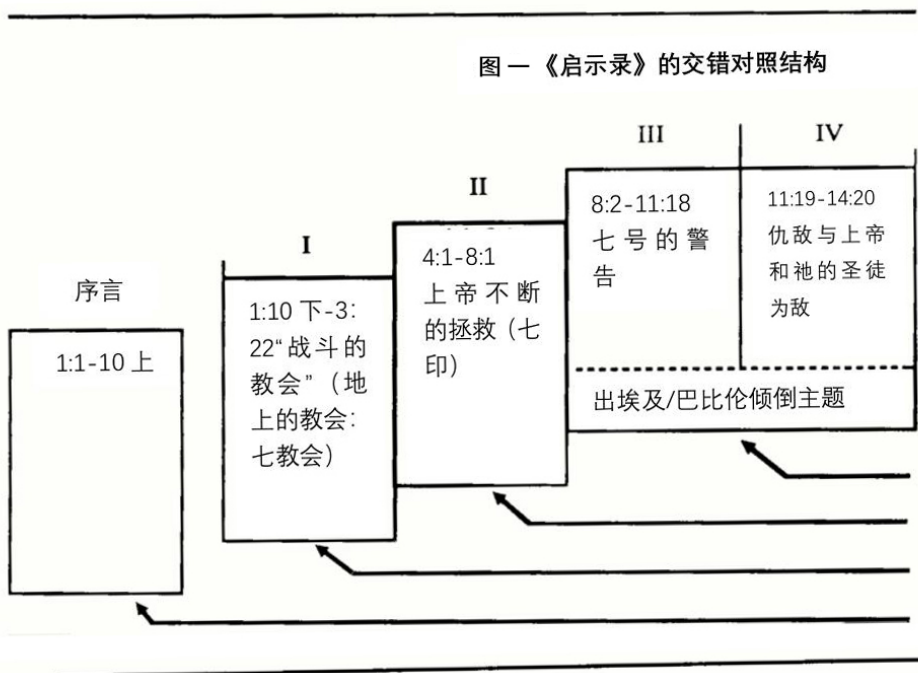 图一《启示录》的交错对照结构
序言
1:1-10 上
I
1:10 下-3:
22“战斗的
教会”（地
上的教会：
七教会）
II
4:1-8:1
上帝不断
的拯救（七
印）
III
8:2-11:18
七号的警
告
IV
11:19-14:20
仇敌与上帝
和祂的圣徒
为敌
出埃及/巴比伦倾倒主题